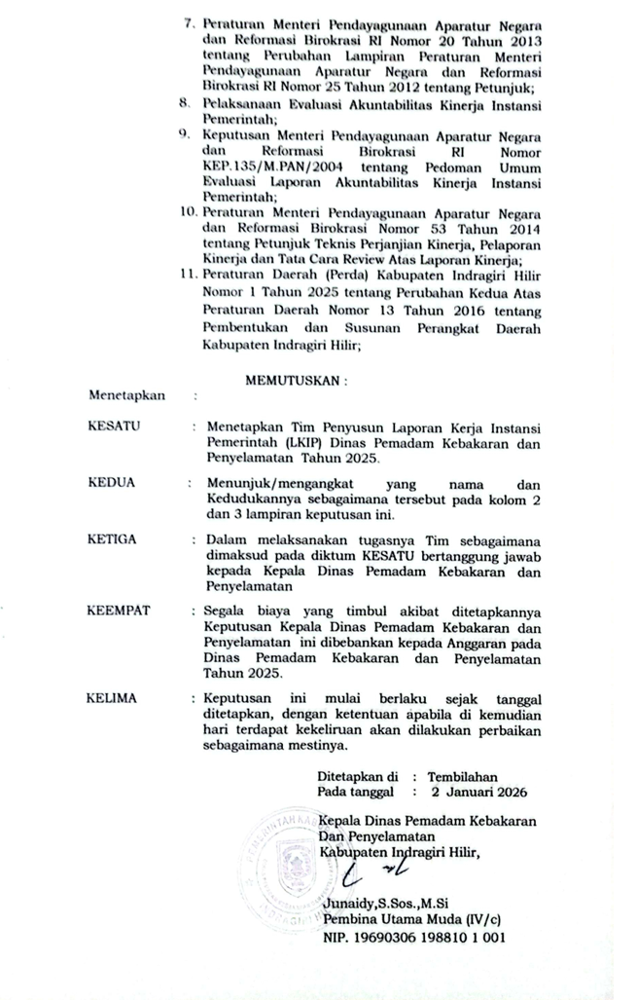 7. Peraturan Menteri Pendayagunaan Aparatur Negara
dan Reformasi Birokrasi RI Nomor 20 Tahun 2013
tentang Perubahan Lampiran Peraturan Menteri
Pendayagunaan Aparatur Negara dan Reformasi
Birokrasi RI Nomor 25 Tahun 2012 tentang Petunjuk;
8. Pelaksanaan Evaluasi Akuntabilitas Kinerja Instansi
Pemerintah;
9. Keputusan Menteri Pendayagunaan Aparatur Negara
dan Reformasi Birokrasi RI Nomor
KEP.135/M.PAN/2004 tentang Pedoman Umum
Evaluasi Laporan Akuntabilitas Kinerja Instansi
Pemerintah;
10. Peraturan Menteri Pendayagunaan Aparatur Negara
dan Reformasi Birokrasi Nomor 53 Tahun 2014
tentang Petunjuk Teknis Perjanjian Kinerja, Pelaporan
Kinerja dan Tata Cara Review Atas Laporan Kinerja;
11. Peraturan Daerah (Perda) Kabupaten Indragiri Hilir
Nomor 1 Tahun 2025 tentang Perubahan Kedua Atas
Peraturan Daerah Nomor 13 Tahun 2016 tentang
Pembentukan dan Susunan Perangkat Daerah
Kabupaten Indragiri Hilir;
MEMUTUSKAN :
Menetapkan :
KESATU : Menetapkan Tim Penyusun Laporan Kerja Instansi
Pemerintah (LKIP) Dinas Pemadam Kebakaran dan
Penyelamatan Tahun 2025.
KEDUA : Menunjuk/mengangkat yang nama dan
Kedudukannya sebagaimana tersebut pada kolom 2
dan 3 lampiran keputusan ini.
KETIGA : Dalam melaksanakan tugasnya Tim sebagaimana
dimaksud pada diktum KESATU bertanggung jawab
kepada Kepala Dinas Pemadam Kebakaran dan
Penyelamatan
KEEMPAT : Segala biaya yang timbul akibat ditetapkannya
Keputusan Kepala Dinas Pemadam Kebakaran dan
Penyelamatan ini dibebankan kepada Anggaran pada
Dinas Pemadam Kebakaran dan Penyelamatan
Tahun 2025.
KELIMA : Keputusan ini mulai berlaku sejak tanggal
ditetapkan, dengan ketentuan apabila di kemudian
hari terdapat kekeliruan akan dilakukan perbaikan
sebagaimana mestinya.
Ditetapkan di : Tembilahan
Pada tanggal : 2 Januari 2026
Kepala Dinas Pemadam Kebakaran
Dan Penyelamatan
Kabupaten Indragiri Hilir,
Junaidy,S.Sos.,M.Si
Pembina Utama Muda (IV/c)
NIP. 19690306 198810 1 001